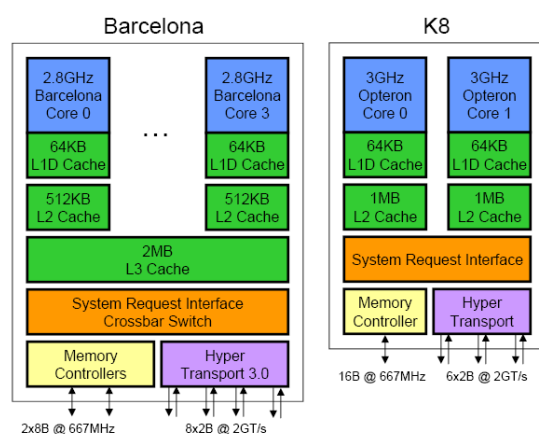 Barcelona
2.8GHz
Barcelona
Core 0
2.8GHz
Barcelona
Core 3
...
64KB
L1D Cache
64KB
L1D Cache
512KB
L2 Cache
512KB
L2 Cache
2MB
L3 Cache
System Request Interface
Crossbar Switch
Memory
Controllers
Hyper
Transport 3.0
2x8B @ 667MHz
8x2B @ 2GT/s
K8
3GHz
Opteron
Core 0
3GHz
Opteron
Core 1
64KB
L1D Cache
64KB
L1D Cache
1MB
L2 Cache
1MB
L2 Cache
System Request Interface
Memory
Controller
Hyper
Transport
16B @ 667MHz
6x2B @ 2GT/s